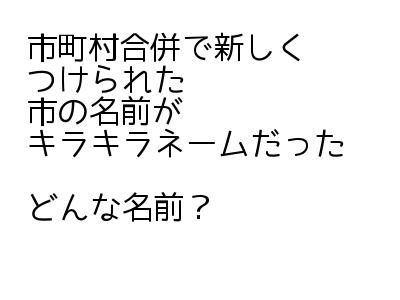 市町村合併で新しく
つけられた
市の名前が
キラキラネームだった
どんな名前？